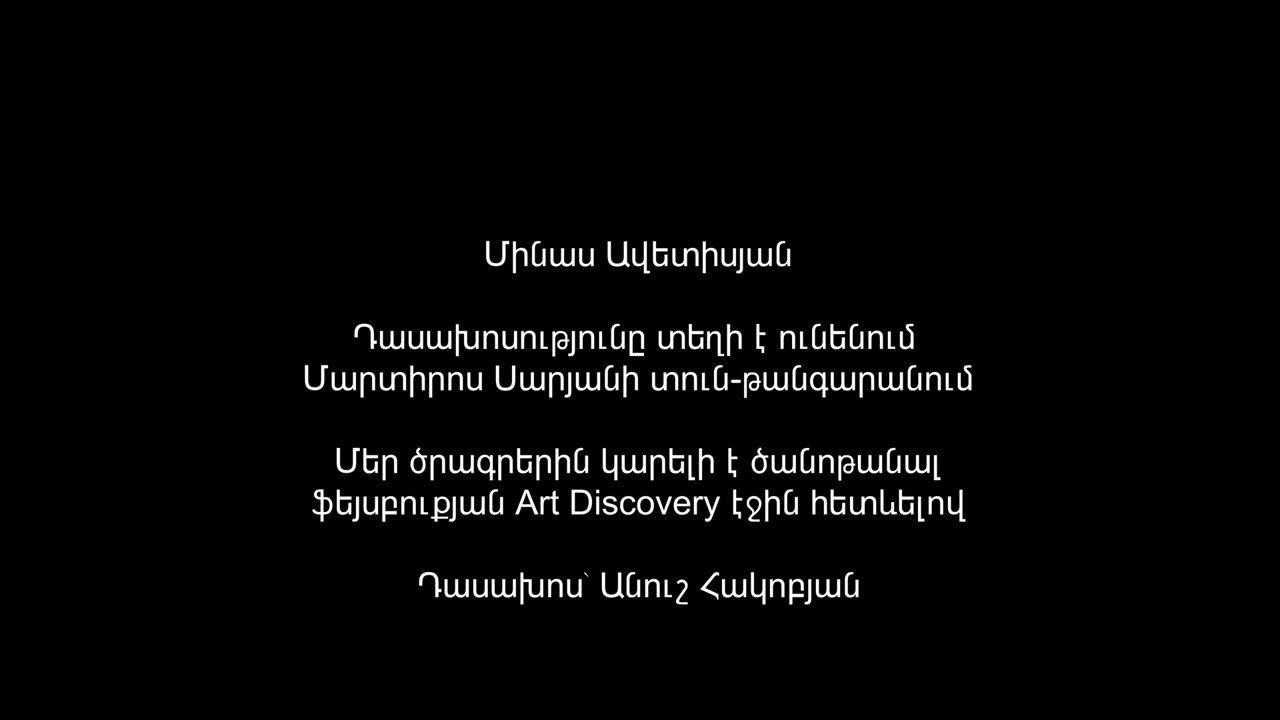 Մինաս Ավետիսյան
Դասախոսությունը տեղի է ունենում
Մարտիրոս Սարյանի տուն-թանգարանում
Մեր ծրագրերին կարելի է ծանոթանալ
ֆեյսբուքյան Art Discovery էջին հետևելով
Դասախոս՝ Անուշ Հակոբյան